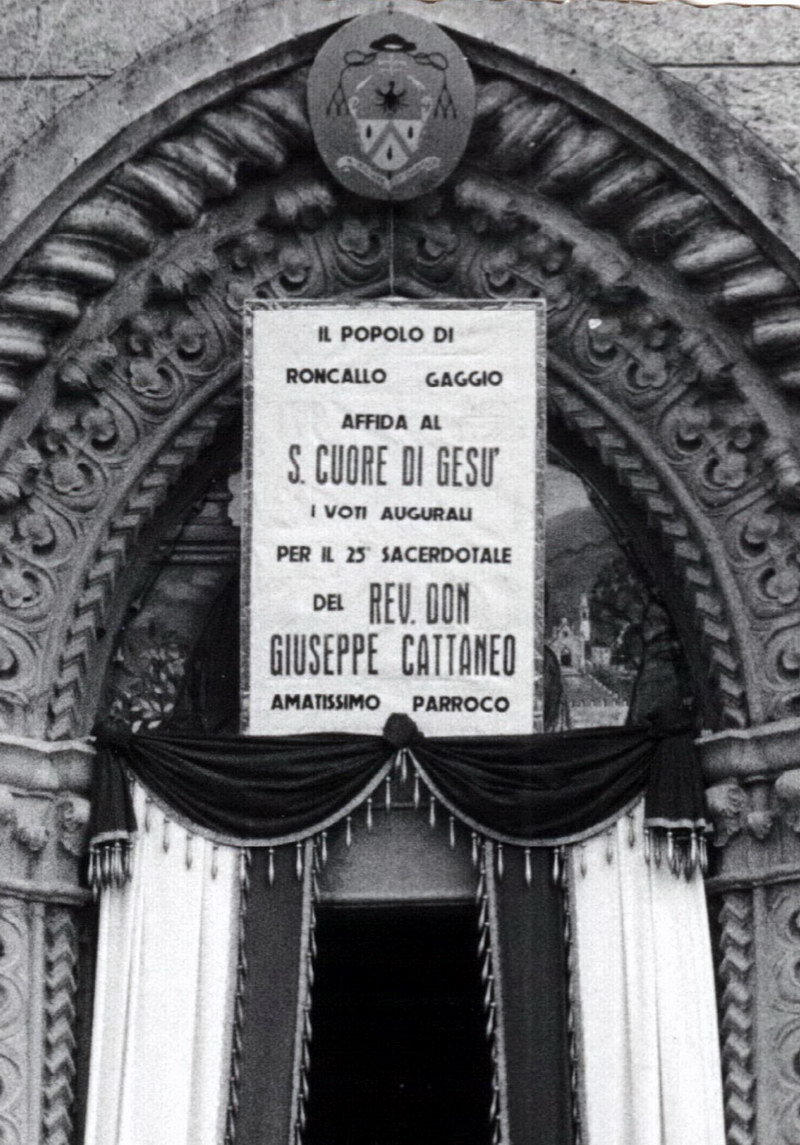 IL POPOLO DI
RONCALLO GAGGIO
AFFIDA AL
S. CUORE DI GESU'
I VOTI AUGURALI
PER IL 25° SACERDOTALE
DEL REV. DON
GIUSEPPE CATTANEO
AMATISSIMO PARROCO